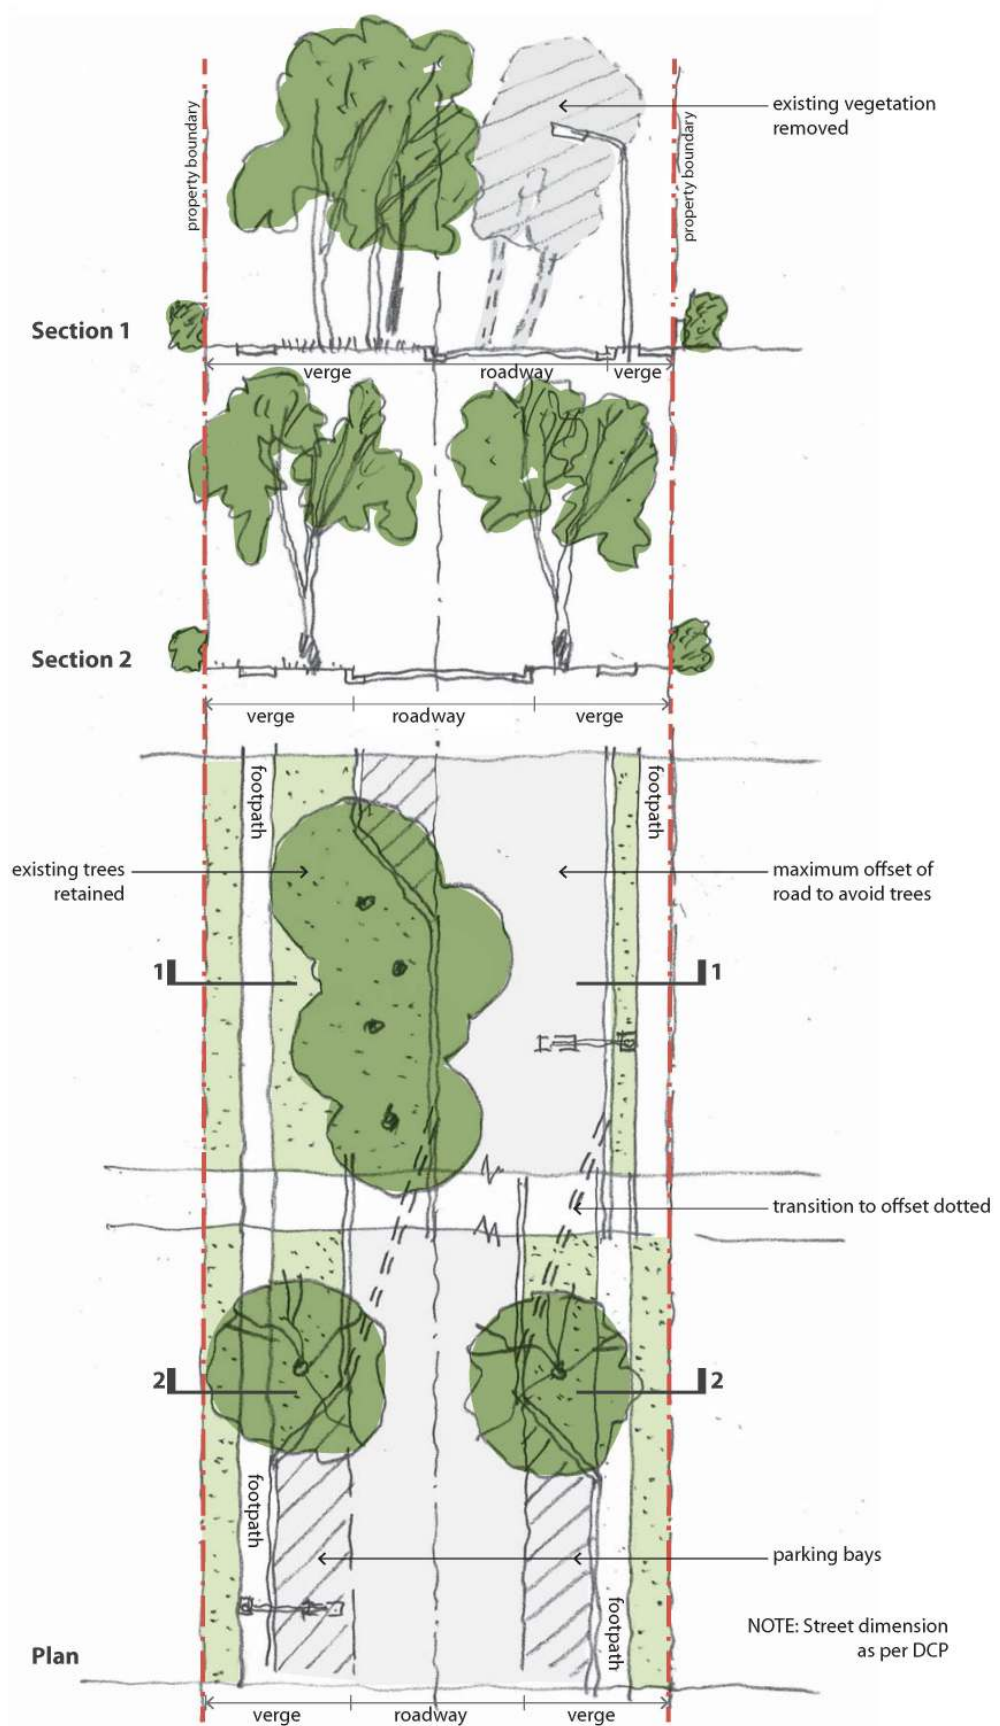 property boundary
existing vegetation
removed
property boundary
Section 1
verge
roadway
verge
Section 2
verge
roadway
verge
footpath
footpath
existing trees
retained
maximum offset of
road to avoid trees
1
1
transition to offset dotted
2
2
footpath
parking bays
footpath
NOTE: Street dimension
as per DCP
Plan
verge
roadway
verge